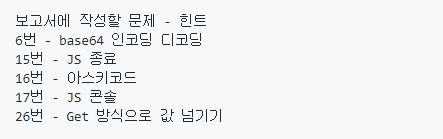 보고서에 작성할 문제 - 힌트
6번 - base64 인코딩 디코딩
15번 - JS 종료
16번 - 아스키코드
17번 - JS 콘솔
26번 - Get 방식으로 값 넘기기